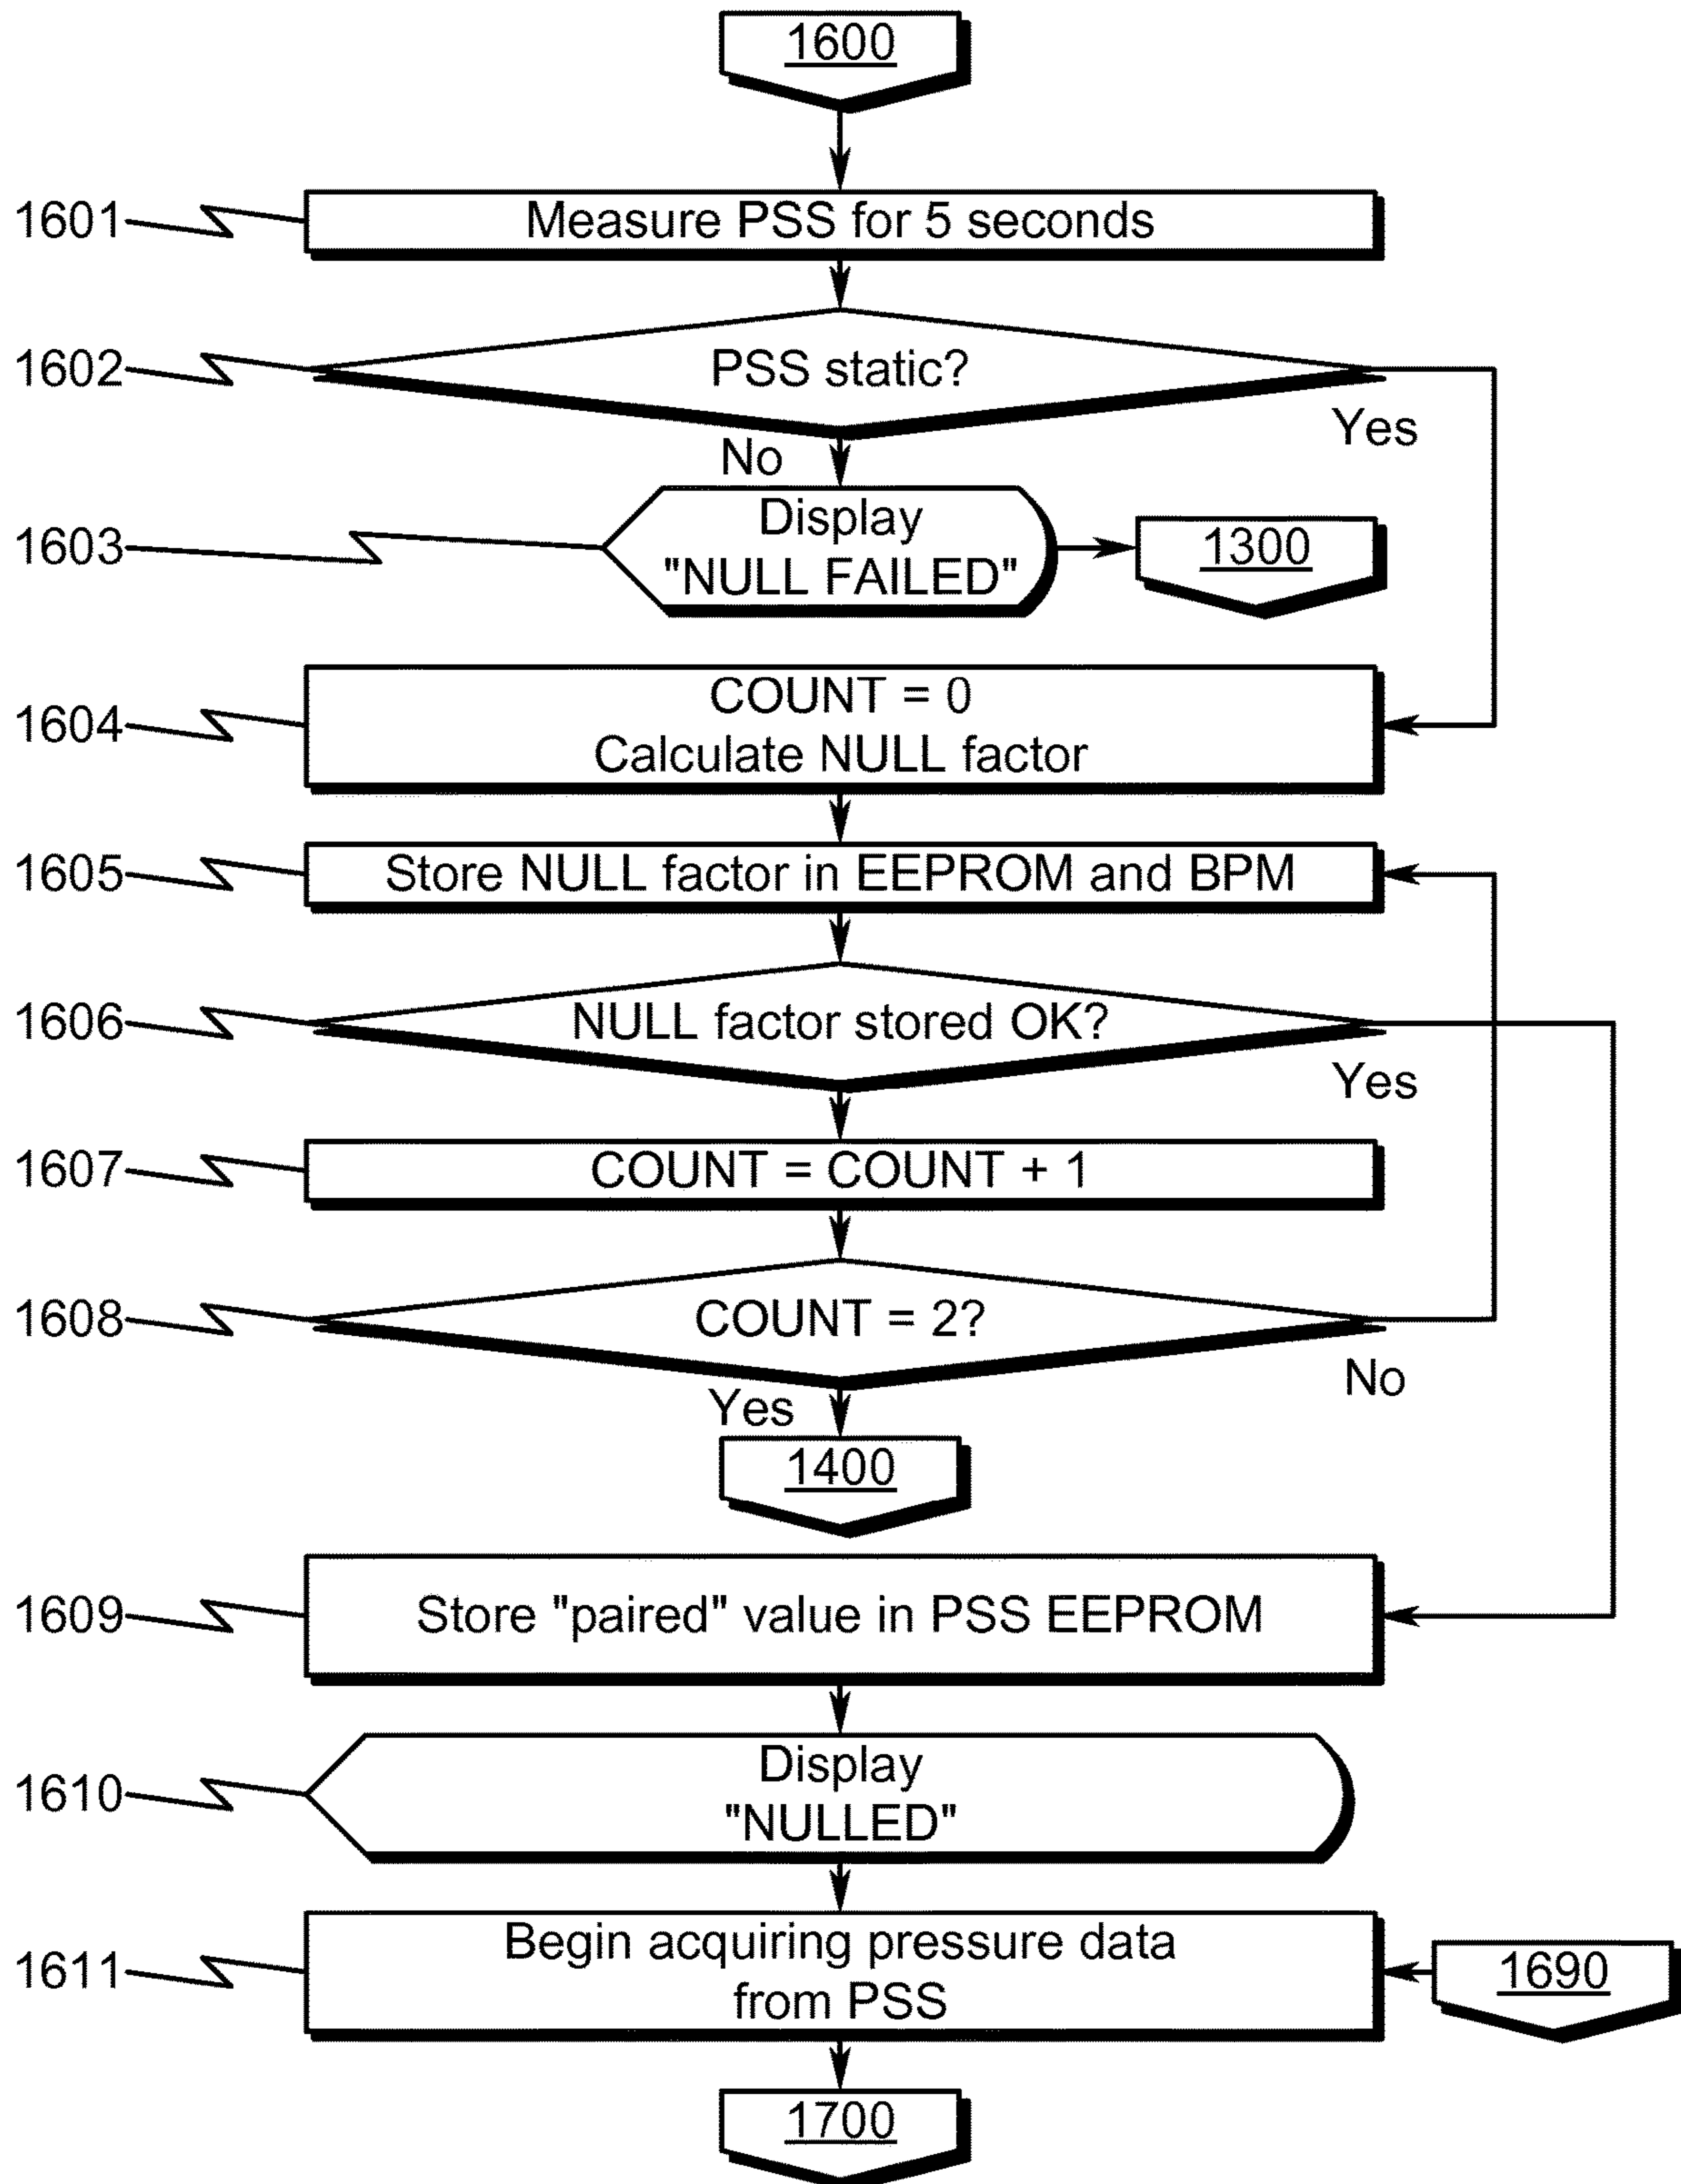 1600
1601
Measure PSS for 5 seconds
1602
PSS static?
Yes
No
1603
Display
"NULL FAILED"
1300
1604
COUNT = 0
Calculate NULL factor
1605
Store NULL factor in EEPROM and BPM
1606
NULL factor stored OK?
Yes
1607
COUNT = COUNT + 1
1608
COUNT = 2?
No
Yes
1400
1609
Store "paired" value in PSS EEPROM
1610
Display
"NULLED"
1611
Begin acquiring pressure data
from PSS
1690
1700